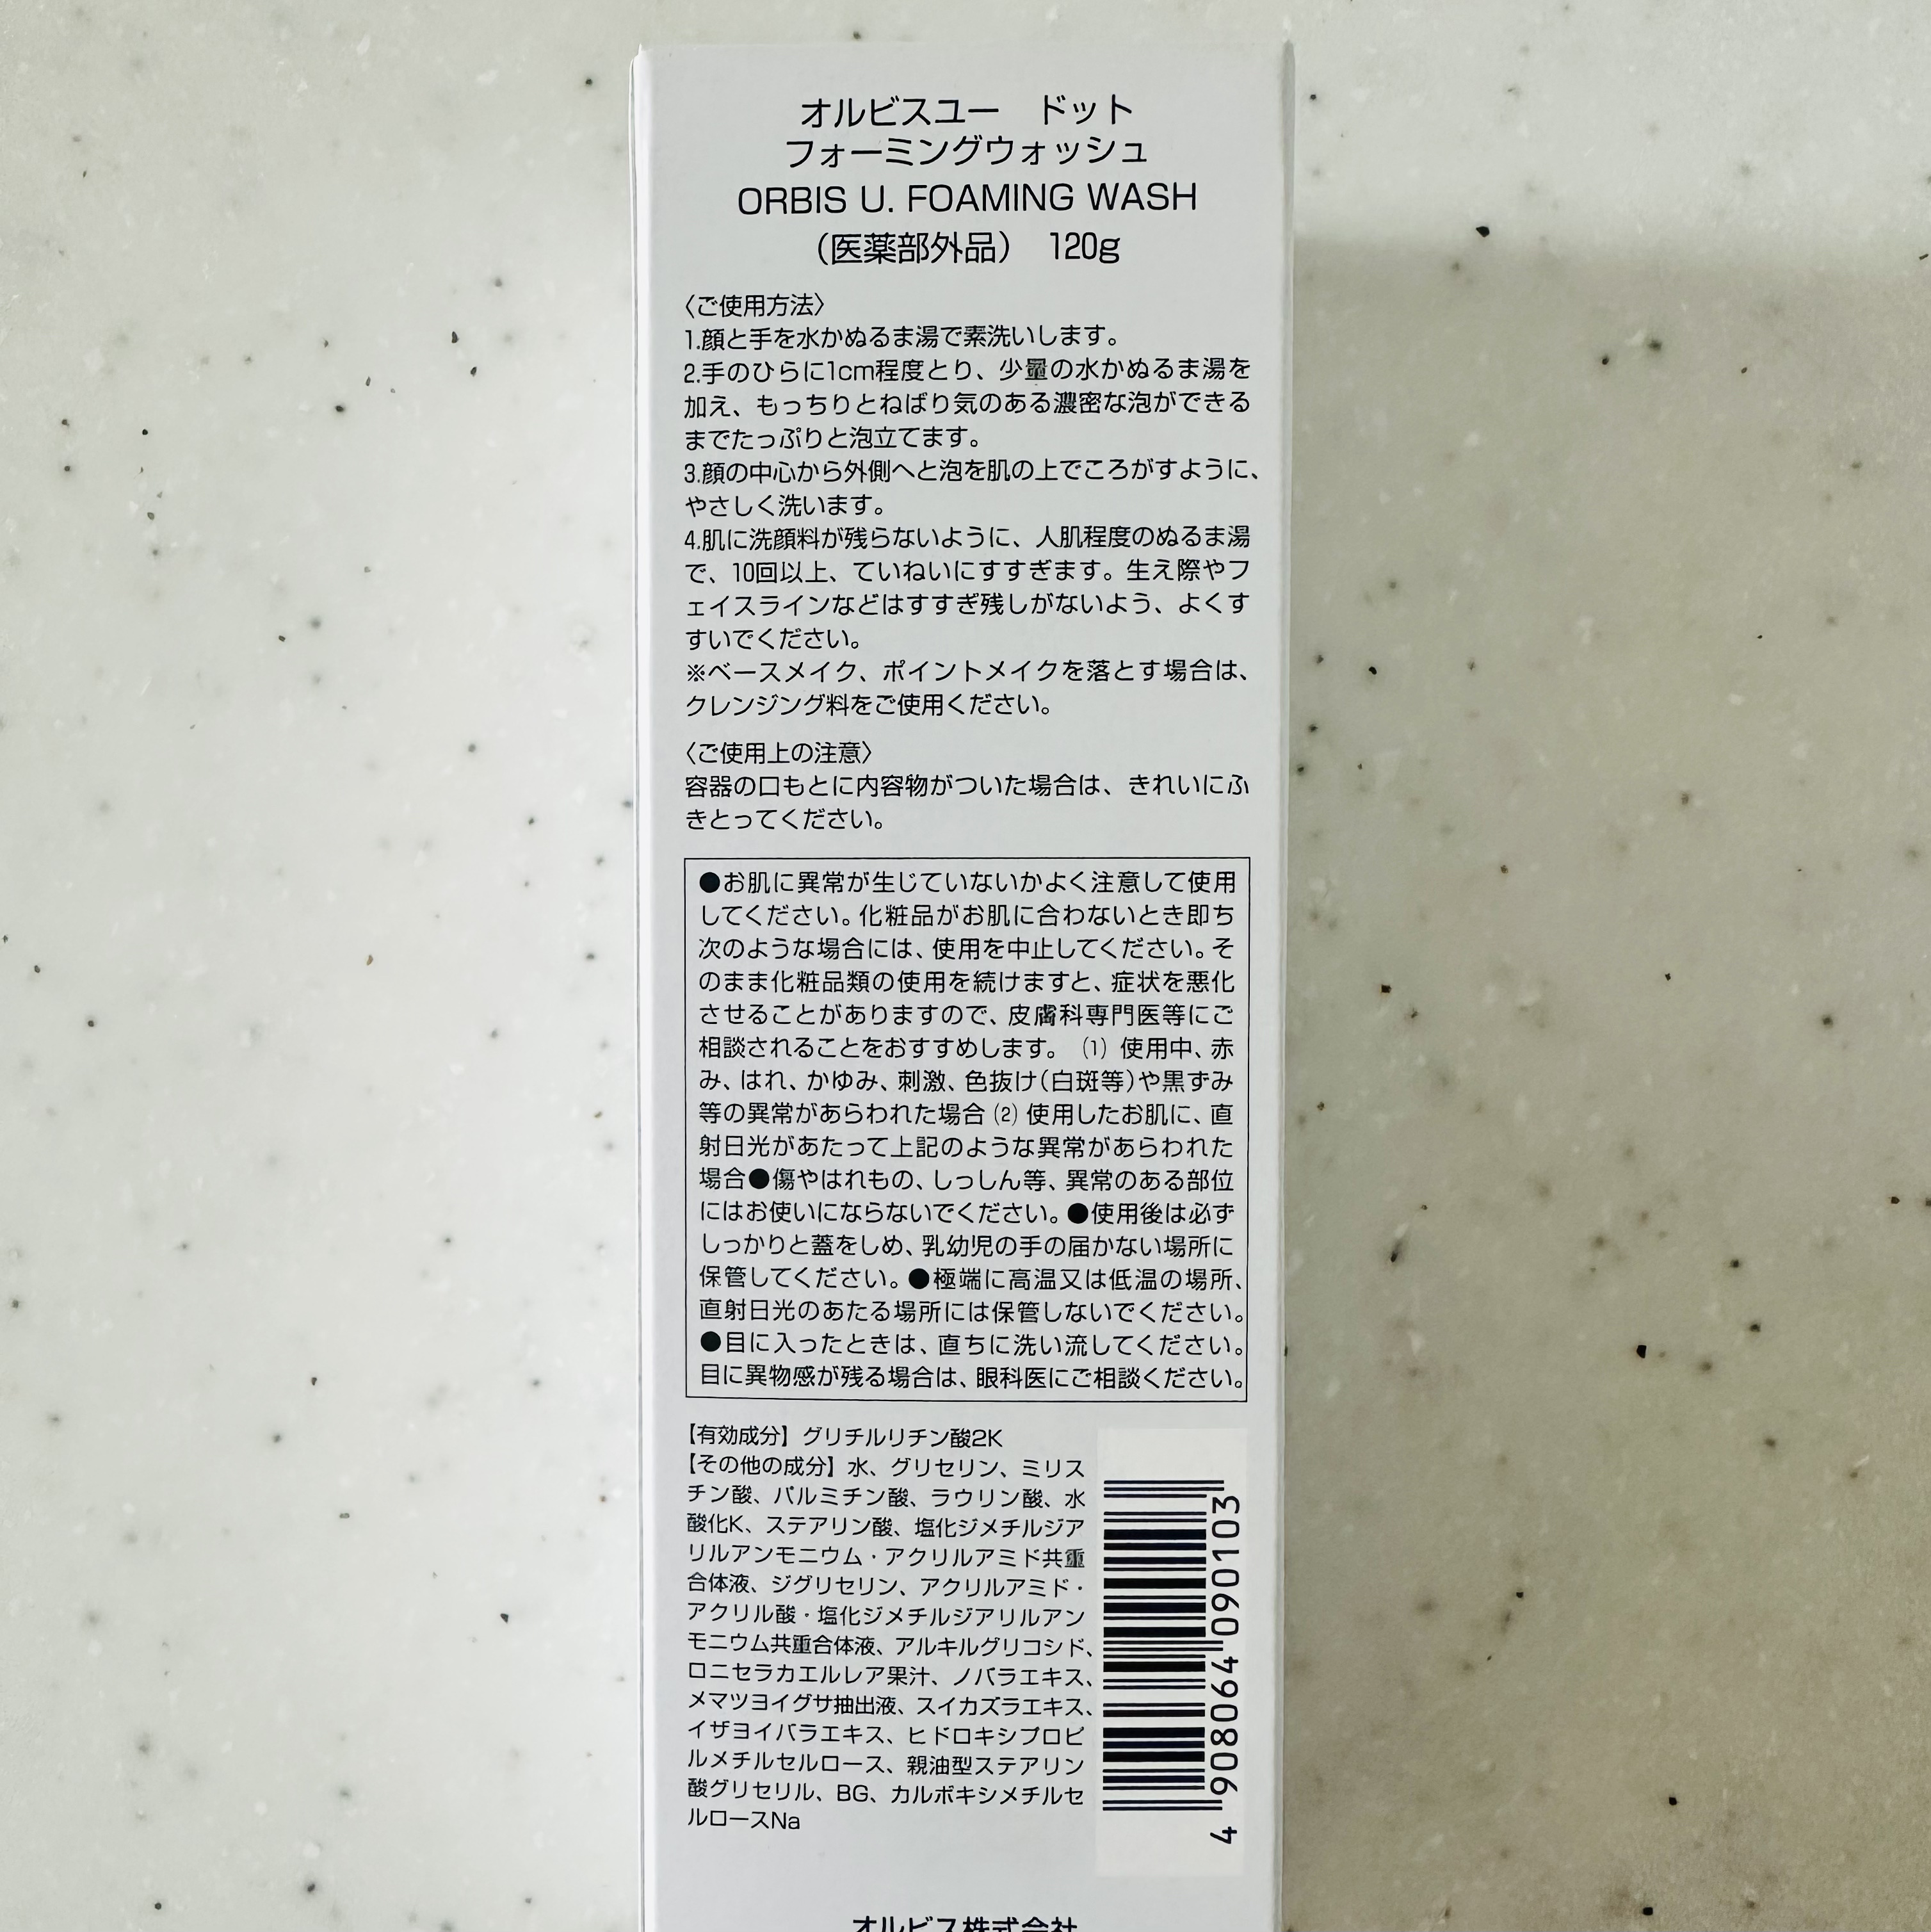 オルビスユー　ドット
フォーミングウォッシュ
ORBIS U. FOAMING WASH
（医薬部外品）　120g
〈ご使用方法〉
1.顔と手を水かぬるま湯で素洗いします。
2.手のひらに1cm程度とり、少量の水かぬるま湯を
加え、もっちりとねばり気のある濃密な泡ができる
までたっぷりと泡立てます。
3.顔の中心から外側へと泡を肌の上でころがすように、
やさしく洗います。
4.肌に洗顔料が残らないように、人肌程度のぬるま湯
で、10回以上、ていねいにすすぎます。生え際やフ
ェイスラインなどはすすぎ残しがないよう、よくす
すいでください。
※ベースメイク、ポイントメイクを落とす場合は、
クレンジング料をご使用ください。
〈ご使用上の注意〉
容器の口もとに内容物がついた場合は、きれいにふ
きとってください。
●お肌に異常が生じていないかよく注意して使用
してください。化粧品がお肌に合わないとき即ち
次のような場合には、使用を中止してください。そ
のまま化粧品類の使用を続けますと、症状を悪化
させることがありますので、皮膚科専門医等にご
相談されることをおすすめします。（1）使用中、赤
み、はれ、かゆみ、刺激、色抜け（白斑等）や黒ずみ
等の異常があらわれた場合（2）使用したお肌に、直
射日光があたって上記のような異常があらわれた
場合●傷やはれもの、しっしん等、異常のある部位
にはお使いにならないでください。●使用後は必ず
しっかりと蓋をしめ、乳幼児の手の届かない場所に
保管してください。●極端に高温又は低温の場所、
直射日光のあたる場所には保管しないでください。
●目に入ったときは、直ちに洗い流してください。
目に異物感が残る場合は、眼科医にご相談ください。
【有効成分】グリチルリチン酸2K
【その他の成分】水、グリセリン、ミリス
チン酸、パルミチン酸、ラウリン酸、水
酸化K、ステアリン酸、塩化ジメチルジア
リルアンモニウム・アクリルアミド共重
合体液、ジグリセリン、アクリルアミド・
アクリル酸・塩化ジメチルジアリルアン
モニウム共重合体液、アルキルグリコシド、
ロニセラカエルレア果汁、ノバラエキス、
メマツヨイグサ抽出液、スイカズラエキス、
イザヨイバラエキス、ヒドロキシプロピ
ルメチルセルロース、親油型ステアリン
酸グリセリル、BG、カルボキシメチルセ
ルロースNa
4 908064 090103
オルビス株式会社